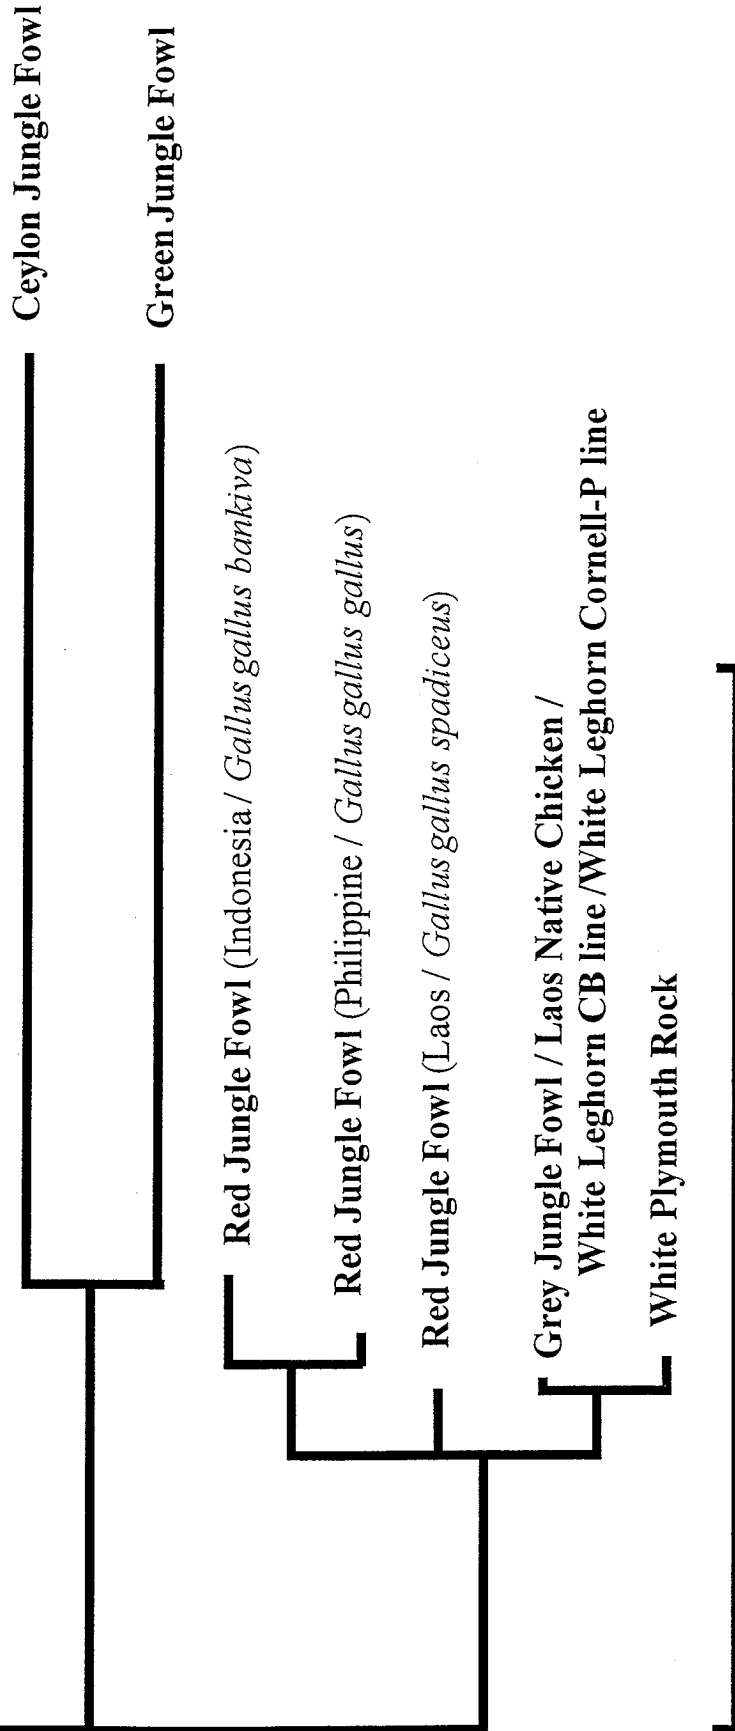 Ceylon Jungle Fowl
Green Jungle Fowl
Red Jungle Fowl (Indonesia / Gallus gallus bankiva)
Red Jungle Fowl (Philippine / Gallus gallus gallus)
Red Jungle Fowl (Laos / Gallus gallus spadiceus)
Grey Jungle Fowl / Laos Native Chicken /
White Leghorn CB line /White Leghorn Cornell-P line
White Plymouth Rock